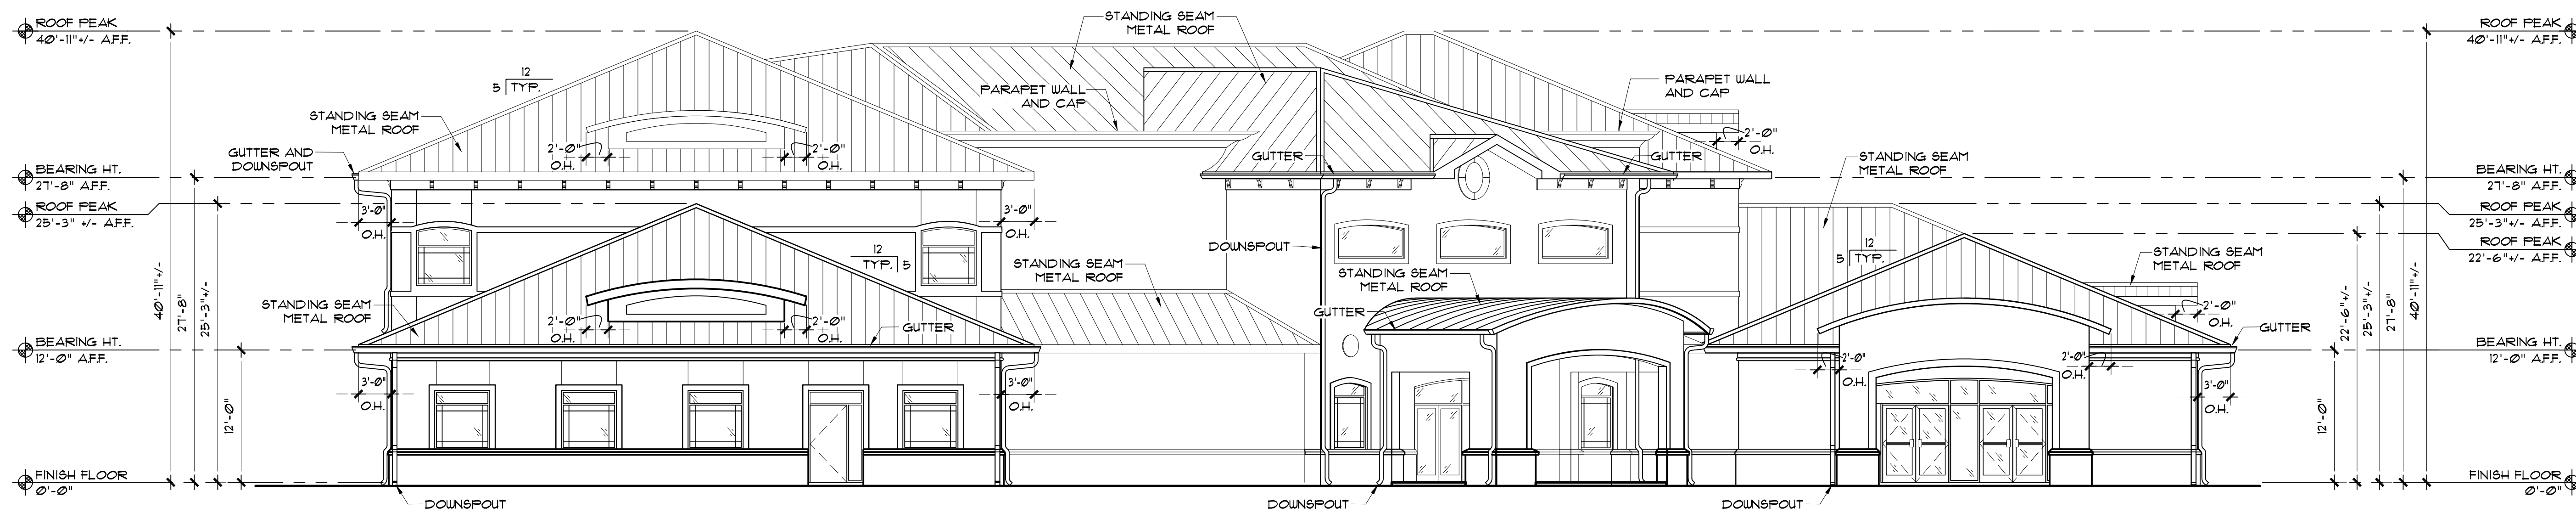 ROOF PEAK
40'-11"+/- A.F.F.
BEARING HT.
27'-8" A.F.F.
ROOF PEAK
25'-3" +/- A.F.F.
BEARING HT.
12'-0" A.F.F.
FINISH FLOOR
0'-0"
40'-11"+/-
27'-8"
25'-3"+/-
12'-0"
12
5 TYP.
STANDING SEAM
METAL ROOF
GUTTER AND
DOWNSPOUT
3'-0"
O.H.
2'-0"
O.H.
2'-0"
O.H.
3'-0"
O.H.
12
TYP. 5
STANDING SEAM
METAL ROOF
2'-0"
O.H.
2'-0"
O.H.
GUTTER
3'-0"
O.H.
3'-0"
O.H.
DOWNSPOUT
STANDING SEAM
METAL ROOF
PARAPET WALL
AND CAP
STANDING SEAM
METAL ROOF
GUTTER
GUTTER
DOWNSPOUT
STANDING SEAM
METAL ROOF
GUTTER
DOWNSPOUT
PARAPET WALL
AND CAP
2'-0"
O.H.
STANDING SEAM
METAL ROOF
12
5 TYP.
STANDING SEAM
METAL ROOF
2'-0"
O.H.
GUTTER
2'-0"
O.H.
2'-0"
O.H.
3'-0"
O.H.
DOWNSPOUT
12'-0"
22'-6"+/-
25'-3"+/-
27'-8"
40'-11"+/-
ROOF PEAK
40'-11"+/- A.F.F.
BEARING HT.
27'-8" A.F.F.
ROOF PEAK
25'-3"+/- A.F.F.
ROOF PEAK
22'-6"+/- A.F.F.
BEARING HT.
12'-0" A.F.F.
FINISH FLOOR
0'-0"